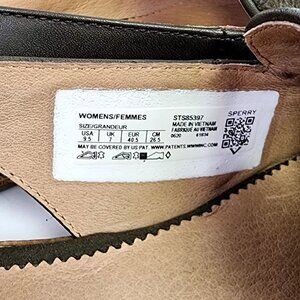 WOMENS/FEMMES STS85397 SPERRY
SIZE/GRANDEUR MADE IN VIETNAM
USA UK EUR CM FABRIQUE AU VIETNAM
9.5 7 40.5 26.5 0620
MAY BE COVERED BY US PAT. WWW.PATENTS.WWWINC.COM